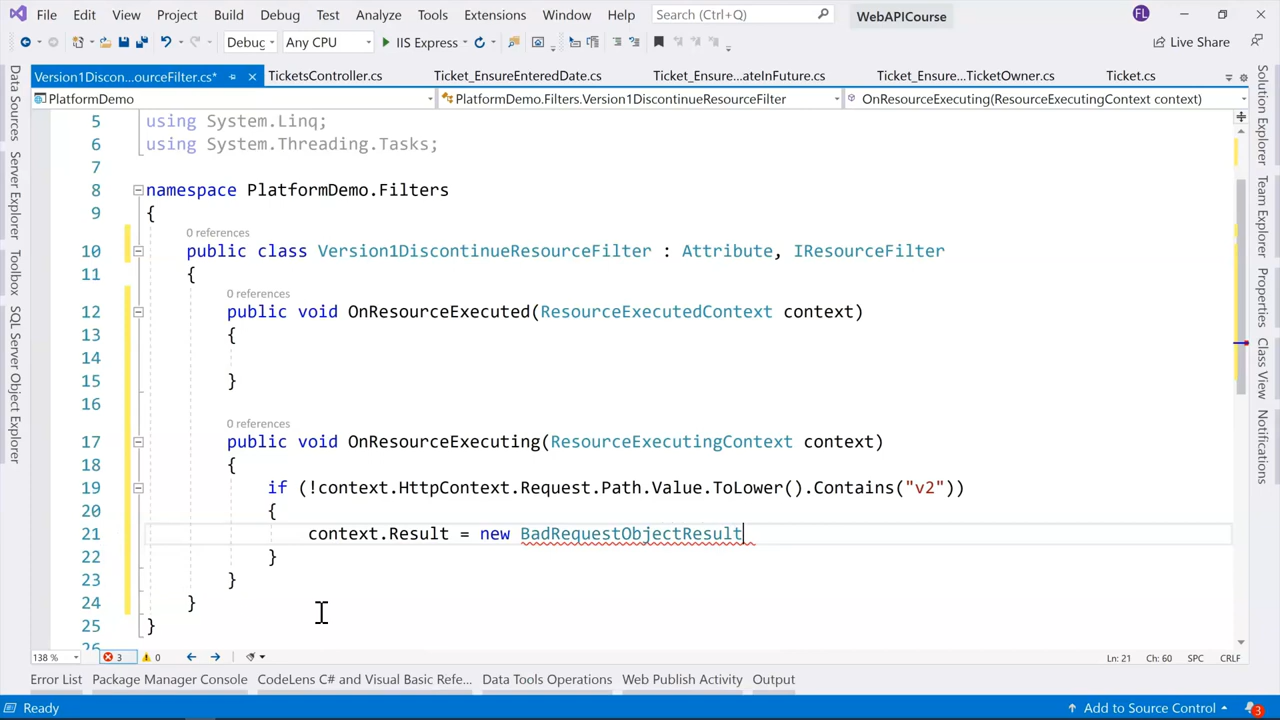 File Edit View Project Build Debug Test Analyze Tools Extensions Window Help Search (Ctrl+Q) WebAPICourse FL
Debug Any CPU IIS Express Live Share
Version1Discon...ourceFilter.cs* TicketsController.cs Ticket_EnsureEnteredDate.cs Ticket_Ensure...ateInFuture.cs Ticket_Ensure...TicketOwner.cs Ticket.cs
PlatformDemo PlatformDemo.Filters.Version1DiscontinueResourceFilter OnResourceExecuting(ResourceExecutingContext context)
Data Sources
Server Explorer
Toolbox
SQL Server Object Explorer
5 using System.Linq;
6 using System.Threading.Tasks;
7
8 namespace PlatformDemo.Filters
9 {
0 references
10 public class Version1DiscontinueResourceFilter : Attribute, IResourceFilter
11 {
0 references
12 public void OnResourceExecuted(ResourceExecutedContext context)
13 {
14
15 }
16
0 references
17 public void OnResourceExecuting(ResourceExecutingContext context)
18 {
19 if (!context.HttpContext.Request.Path.Value.ToLower().Contains("v2"))
20 {
21 context.Result = new BadRequestObjectResult
22 }
23 }
24 }
25 }
26
Solution Explorer
Team Explorer
Properties
Class View
Notifications
138 % 3 0 Ln: 21 Ch: 60 SPC CRLF
Error List Package Manager Console CodeLens C# and Visual Basic Refe... Data Tools Operations Web Publish Activity Output
Ready Add to Source Control 3